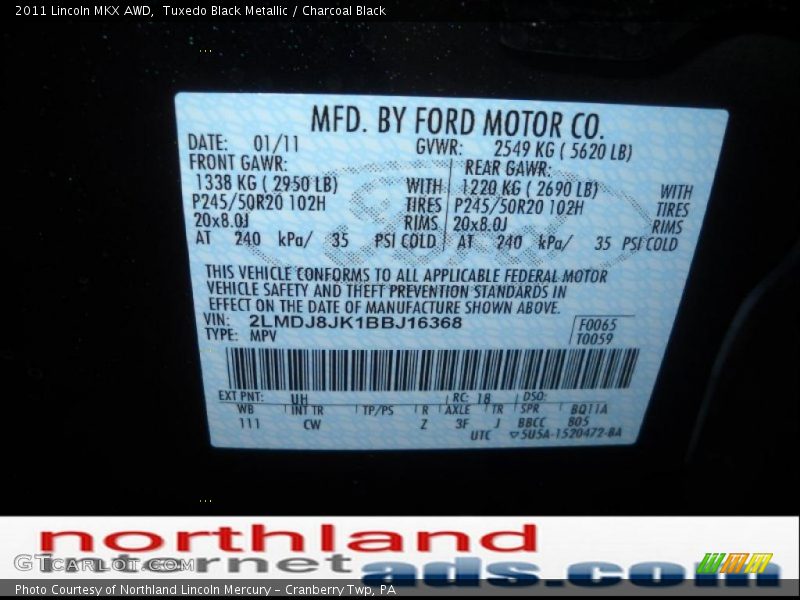 2011 Lincoln MKX AWD,  Tuxedo Black Metallic / Charcoal Black
MFD. BY FORD MOTOR CO.
DATE: 01/11 GVWR: 2549 KG ( 5620 LB)
FRONT GAWR: REAR GAWR:
1338 KG ( 2950 LB) WITH 1220 KG ( 2690 LB) WITH
P245/50R20 102H TIRES P245/50R20 102H TIRES
20x8.0J RIMS 20x8.0J RIMS
AT 240 kPa/ 35 PSI COLD AT 240 kPa/ 35 PSI COLD
THIS VEHICLE CONFORMS TO ALL APPLICABLE FEDERAL MOTOR
VEHICLE SAFETY AND THEFT PREVENTION STANDARDS IN
EFFECT ON THE DATE OF MANUFACTURE SHOWN ABOVE.
VIN: 2LMDJ8JK1BBJ16368 F0065
TYPE: MPV T0059
EXT PNT: UH RC: 18 DSO:
WB INT TR TP/PS R AXLE TR SPR BQ11A
111 CW Z 3F J BBCC 805
UTC ▽5U5A-1520472-BA
northland
internet ads.com
GTCARLOT.COM
Photo Courtesy of Northland Lincoln Mercury – Cranberry Twp, PA